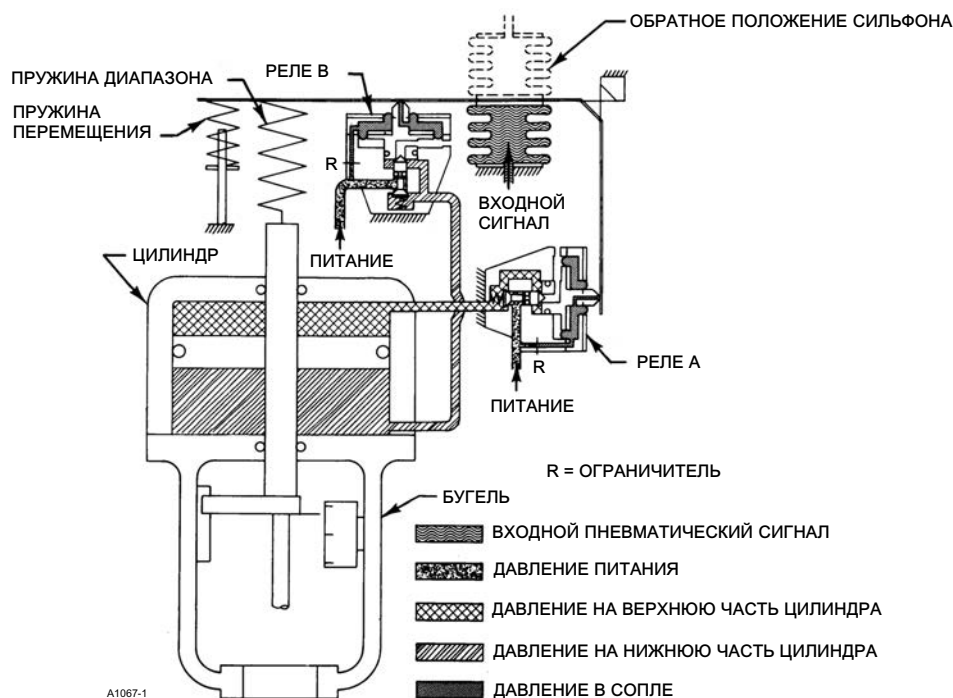 ОБРАТНОЕ ПОЛОЖЕНИЕ СИЛЬФОНА
ПРУЖИНА ДИАПАЗОНА
РЕЛЕ В
ПРУЖИНА
ПЕРЕМЕЩЕНИЯ
R
ВХОДНОЙ
СИГНАЛ
ЦИЛИНДР
ПИТАНИЕ
РЕЛЕ А
R
ПИТАНИЕ
R = ОГРАНИЧИТЕЛЬ
БУГЕЛЬ
ВХОДНОЙ ПНЕВМАТИЧЕСКИЙ СИГНАЛ
ДАВЛЕНИЕ ПИТАНИЯ
ДАВЛЕНИЕ НА ВЕРХНЮЮ ЧАСТЬ ЦИЛИНДРА
ДАВЛЕНИЕ НА НИЖНЮЮ ЧАСТЬ ЦИЛИНДРА
ДАВЛЕНИЕ В СОПЛЕ
A1067-1